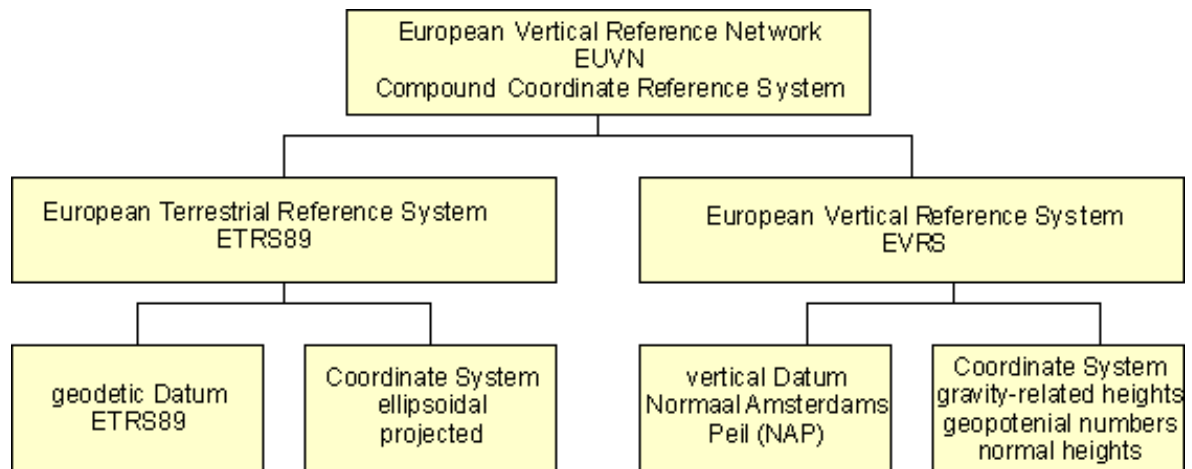 European Vertical Reference Network
EUVN
Compound Coordinate Reference System
European Terrestrial Reference System
ETRS89
European Vertical Reference System
EVRS
geodetic Datum
ETRS89
Coordinate System
ellipsoidal
projected
vertical Datum
Normaal Amsterdams
Peil (NAP)
Coordinate System
gravity-related heights
geopotenial numbers
normal heights